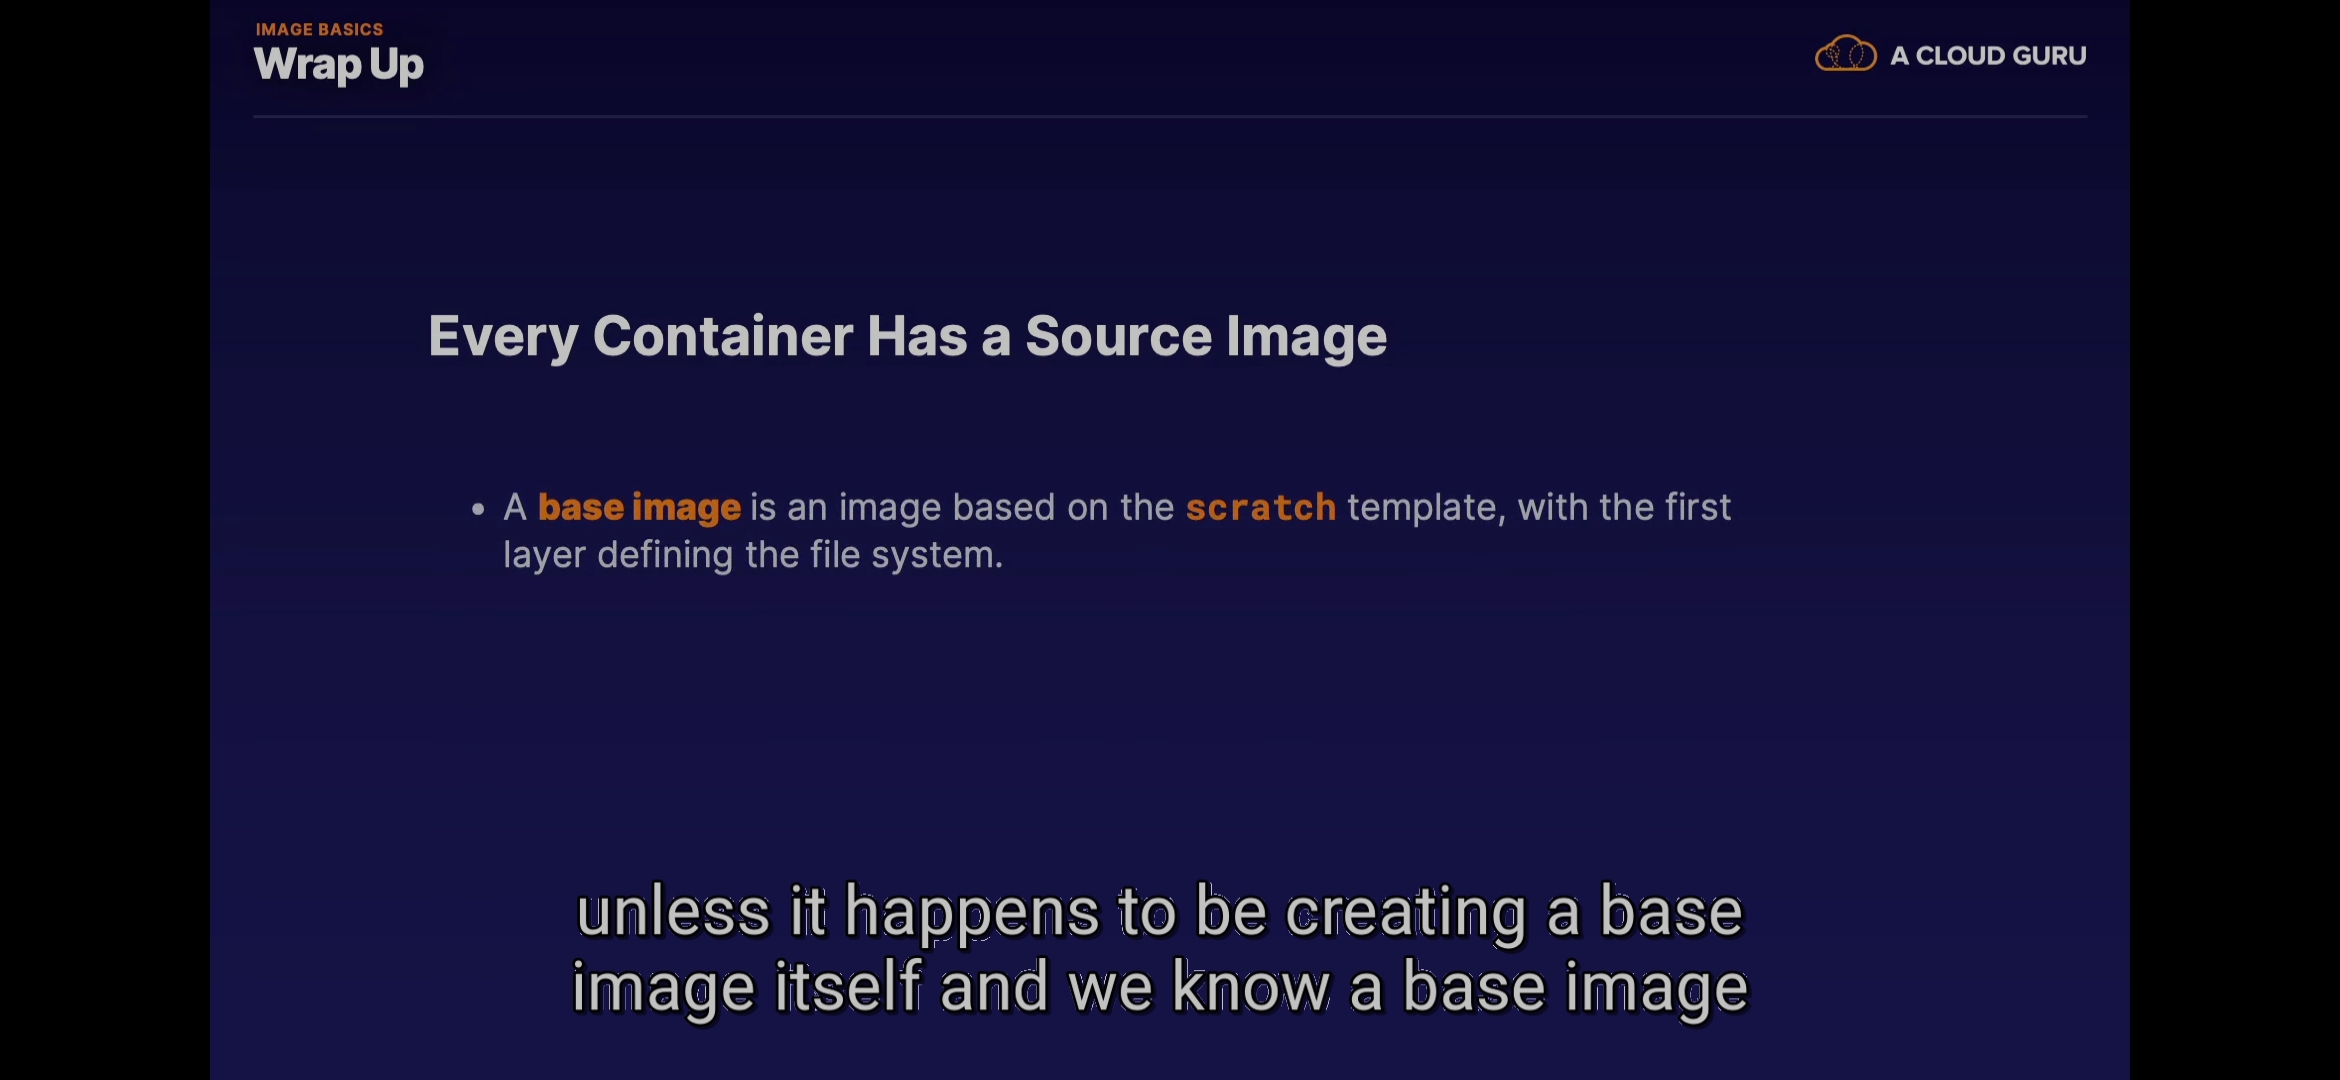 IMAGE BASICS
Wrap Up
A CLOUD GURU
Every Container Has a Source Image
• A base image is an image based on the scratch template, with the first
layer defining the file system.
unless it happens to be creating a base
image itself and we know a base image